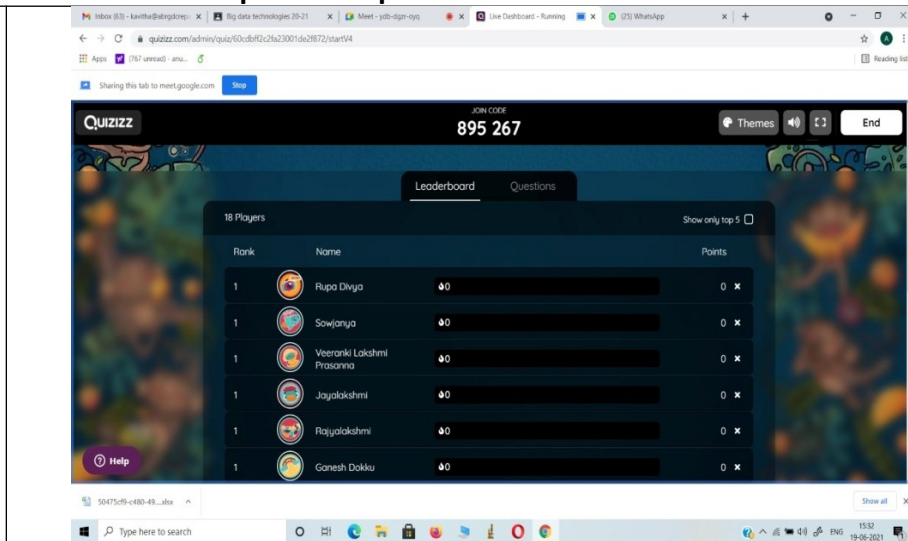 Inbox (63) - kavitha@abrgdcrep
Big data technologies 20-21
Meet - ydb-dgzr-oyq
Live Dashboard - Running
(25) WhatsApp
quizizz.com/admin/quiz/60cdbff2c2fa23001de2f872/startV4
Apps
(767 unread) - anu...
Reading list
Sharing this tab to meet.google.com
Stop
Quizizz
JOIN CODE
895 267
Themes
End
Leaderboard
Questions
18 Players
Show only top 5
Rank Name Points
1 Rupa Divya 0 0
1 Sowjanya 0 0
1 Veeranki Lakshmi Prasanna 0 0
1 Jayalakshmi 0 0
1 Rajyalakshmi 0 0
1 Ganesh Dokku 0 0
Help
50475cf9-c480-49....xlsx
Show all
Type here to search
ENG
15:32
19-06-2021